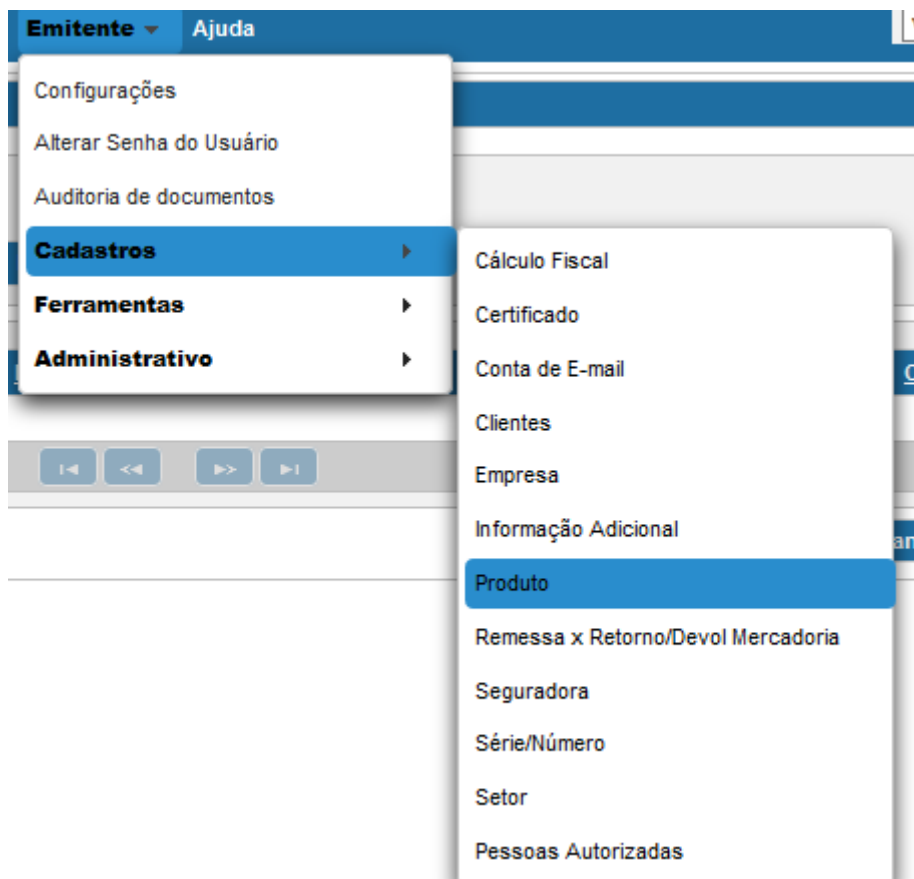 Emitente Ajuda
Configurações
Alterar Senha do Usuário
Auditoria de documentos
Cadastros
Ferramentas
Administrativo
Cálculo Fiscal
Certificado
Conta de E-mail
Clientes
Empresa
Informação Adicional
Produto
Remessa x Retorno/Devol Mercadoria
Seguradora
Série/Número
Setor
Pessoas Autorizadas